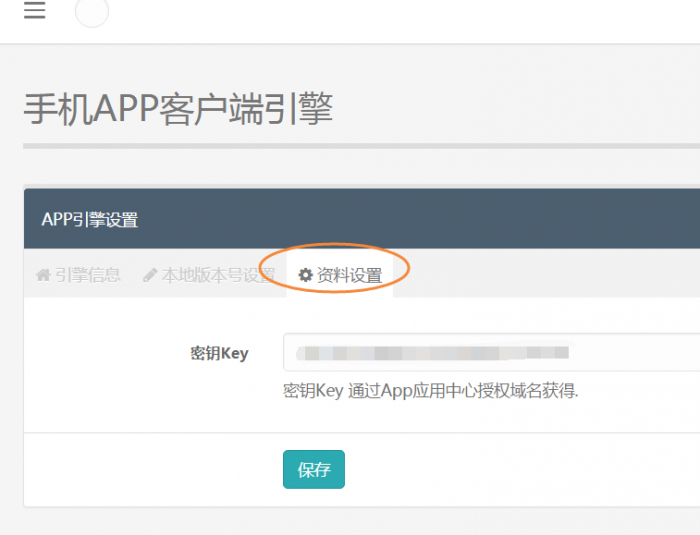 手机APP客户端引擎
APP引擎设置
引擎信息 本地版本号设置 资料设置
密钥Key
密钥Key 通过App应用中心授权域名获得.
保存